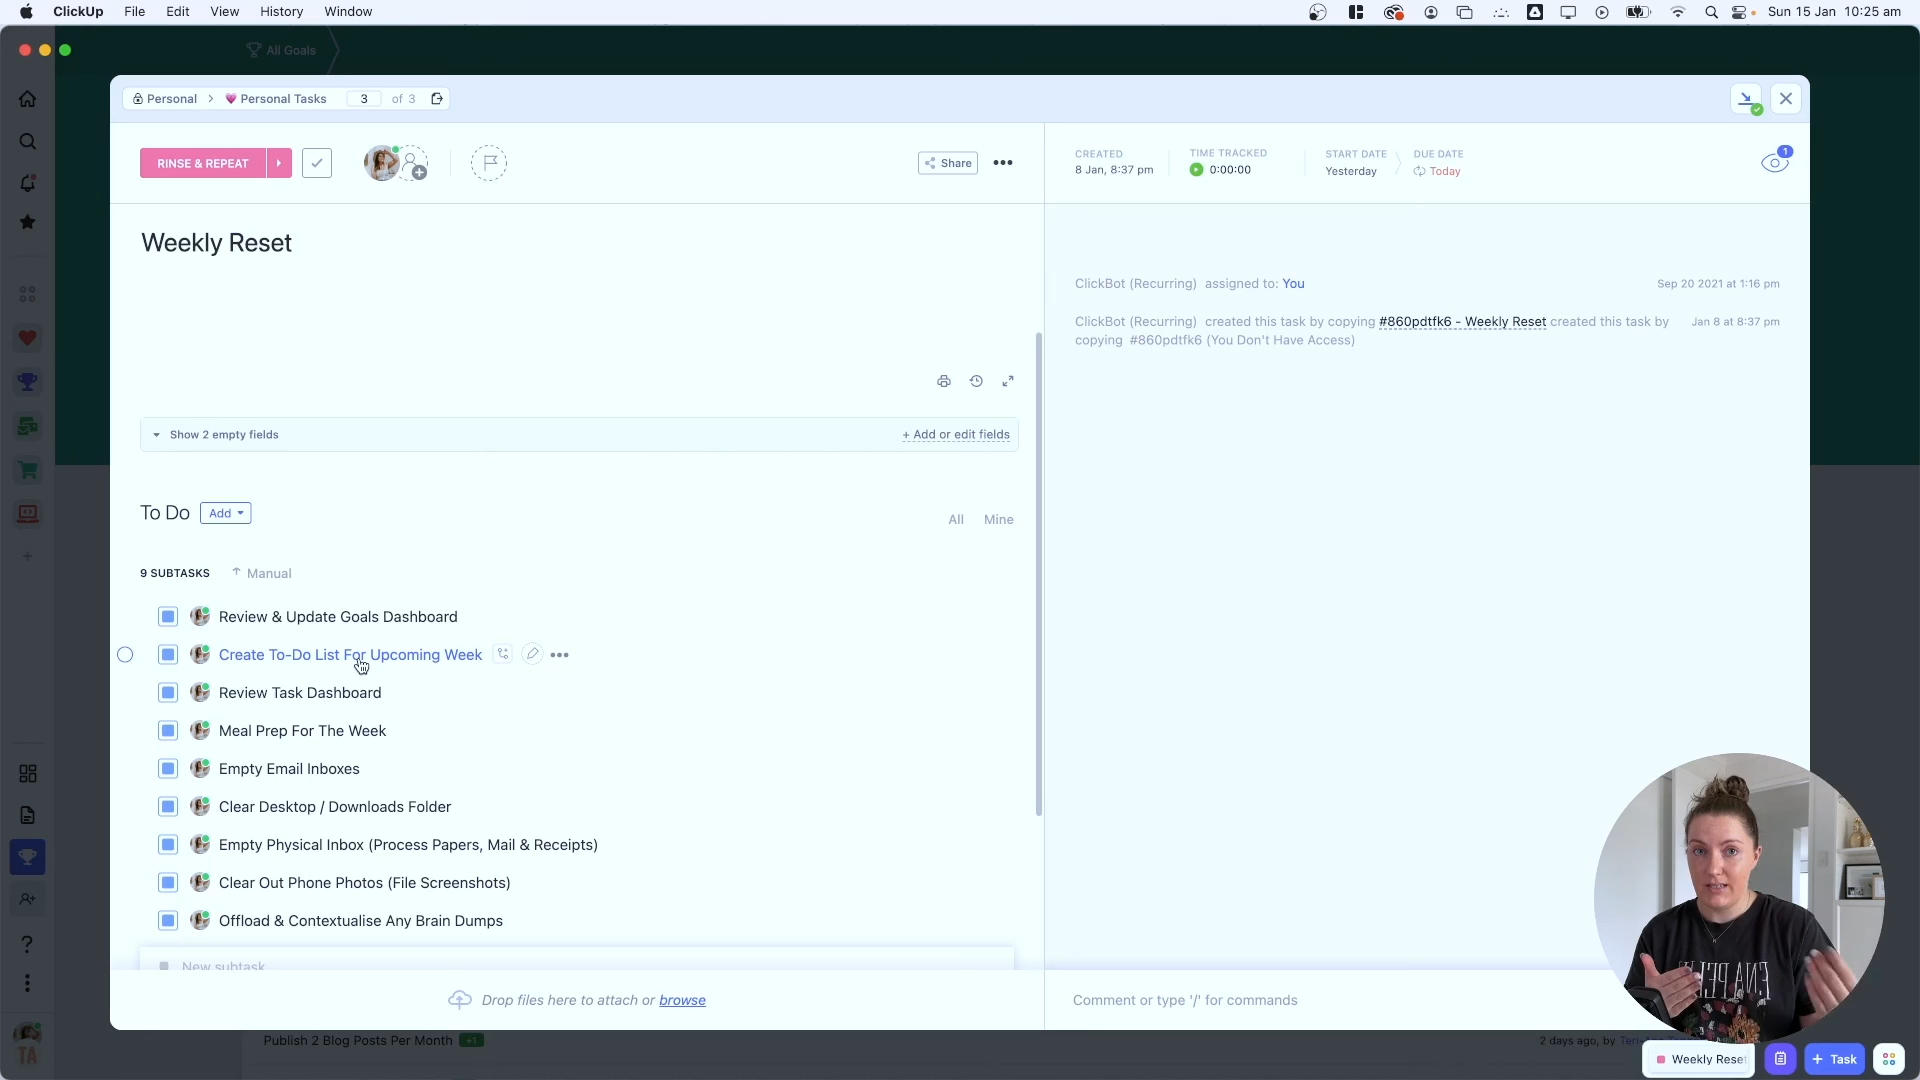 ClickUp File Edit View History Window
Sun 15 Jan 10:25 am
All Goals
Personal > Personal Tasks 3 of 3
RINSE & REPEAT
Share
CREATED
8 Jan, 8:37 pm
TIME TRACKED
0:00:00
START DATE
Yesterday
DUE DATE
Today
1
Weekly Reset
ClickBot (Recurring) assigned to: You
Sep 20 2021 at 1:16 pm
ClickBot (Recurring) created this task by copying #860pdtfk6 - Weekly Reset created this task by
Jan 8 at 8:37 pm
copying #860pdtfk6 (You Don't Have Access)
Show 2 empty fields
+ Add or edit fields
To Do Add
All Mine
9 SUBTASKS Manual
Review & Update Goals Dashboard
Create To-Do List For Upcoming Week
Review Task Dashboard
Meal Prep For The Week
Empty Email Inboxes
Clear Desktop / Downloads Folder
Empty Physical Inbox (Process Papers, Mail & Receipts)
Clear Out Phone Photos (File Screenshots)
Offload & Contextualise Any Brain Dumps
New subtask
Drop files here to attach or browse
Comment or type '/' for commands
TA
Publish 2 Blog Posts Per Month +1
2 days ago, by
Weekly Reset
+ Task